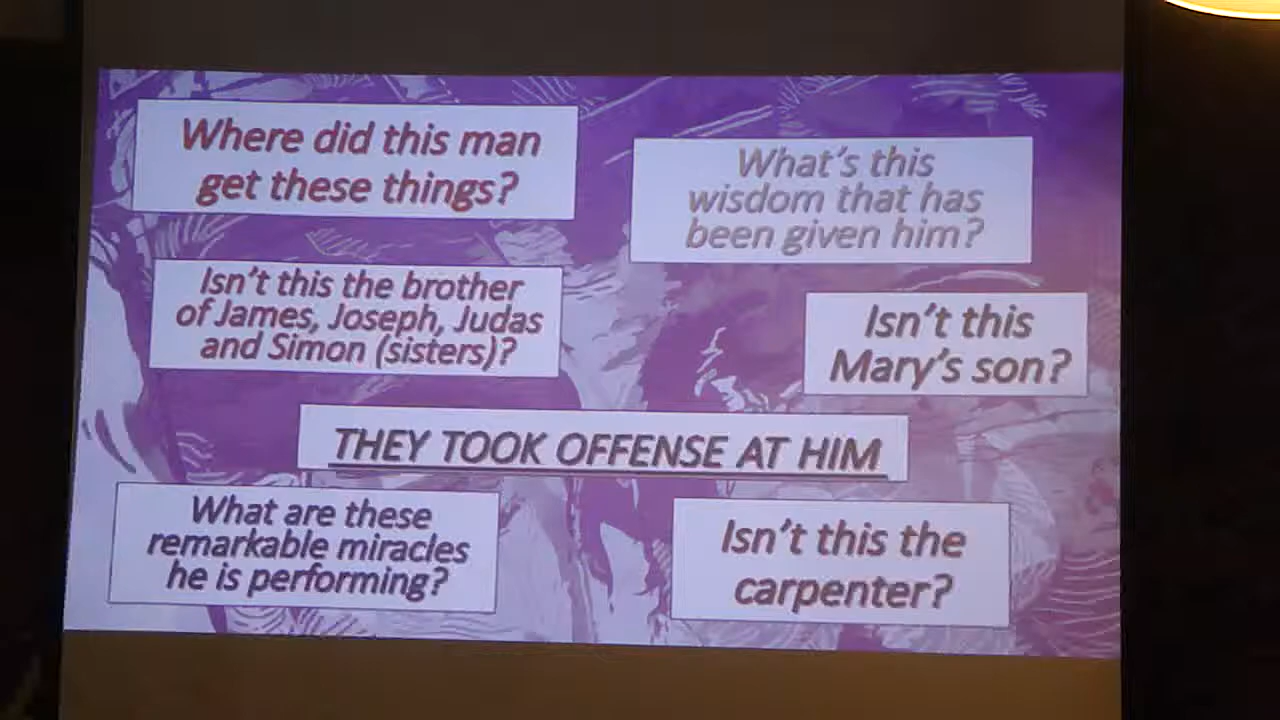 Where did this man
get these things?
What's this
wisdom that has
been given him?
Isn't this the brother
of James, Joseph, Judas
and Simon (sisters)?
Isn't this
Mary's son?
THEY TOOK OFFENSE AT HIM
What are these
remarkable miracles
he is performing?
Isn't this the
carpenter?